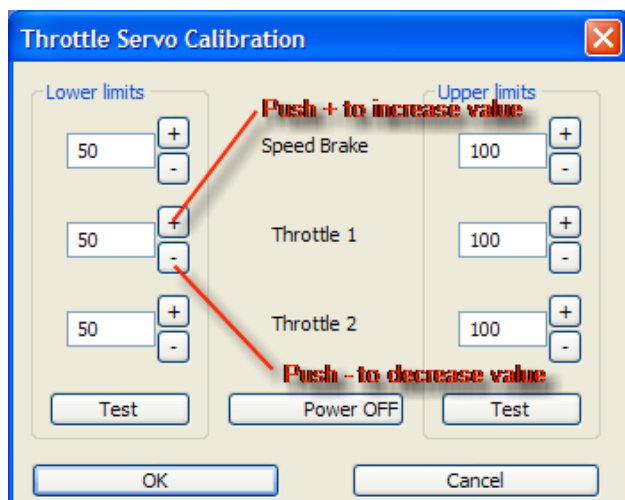 Throttle Servo Calibration
Lower limits
Upper limits
Push + to increase value
50 + - Speed Brake 100 + -
50 + - Throttle 1 100 + -
50 + - Throttle 2 100 + -
Push - to decrease value
Test Power OFF Test
OK Cancel